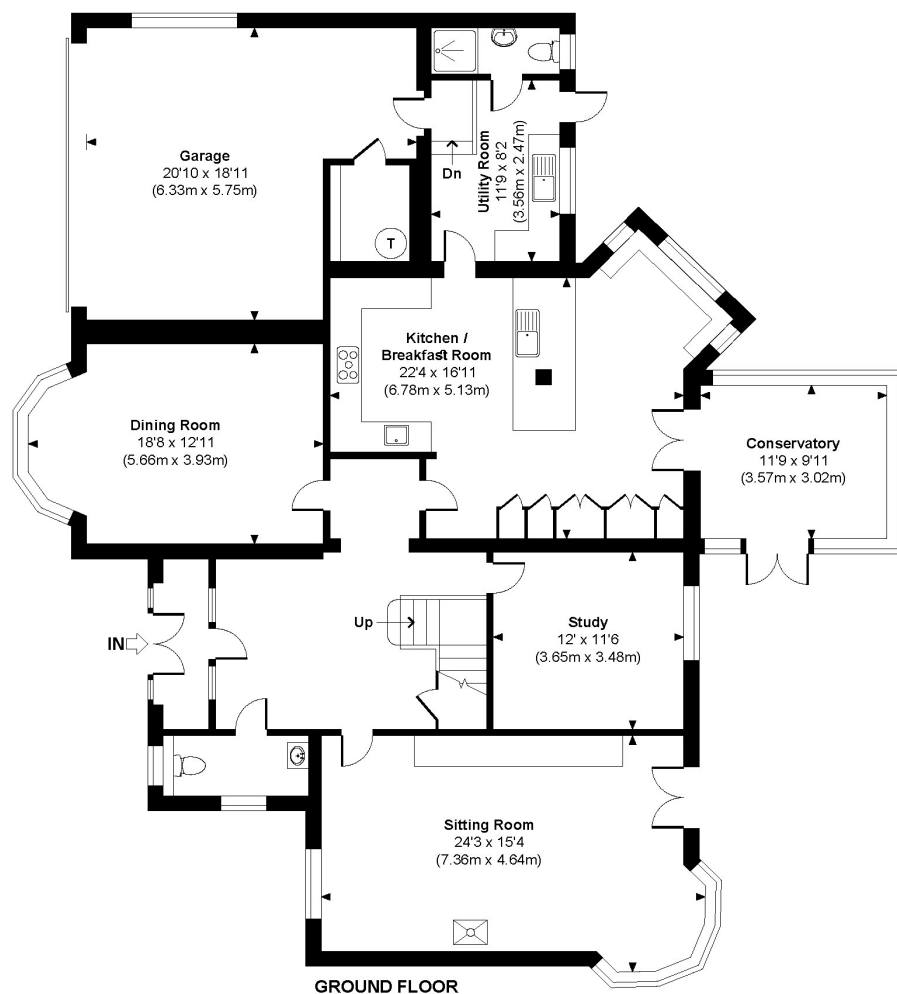 Garage
20'10 x 18'11
(6.33m x 5.75m)
Utility Room
11'9 x 8'2
(3.56m x 2.47m)
Dn
T
Kitchen /
Breakfast Room
22'4 x 16'11
(6.78m x 5.13m)
Dining Room
18'8 x 12'11
(5.66m x 3.93m)
Conservatory
11'9 x 9'11
(3.57m x 3.02m)
IN
Up
Study
12' x 11'6
(3.65m x 3.48m)
Sitting Room
24'3 x 15'4
(7.36m x 4.64m)
GROUND FLOOR